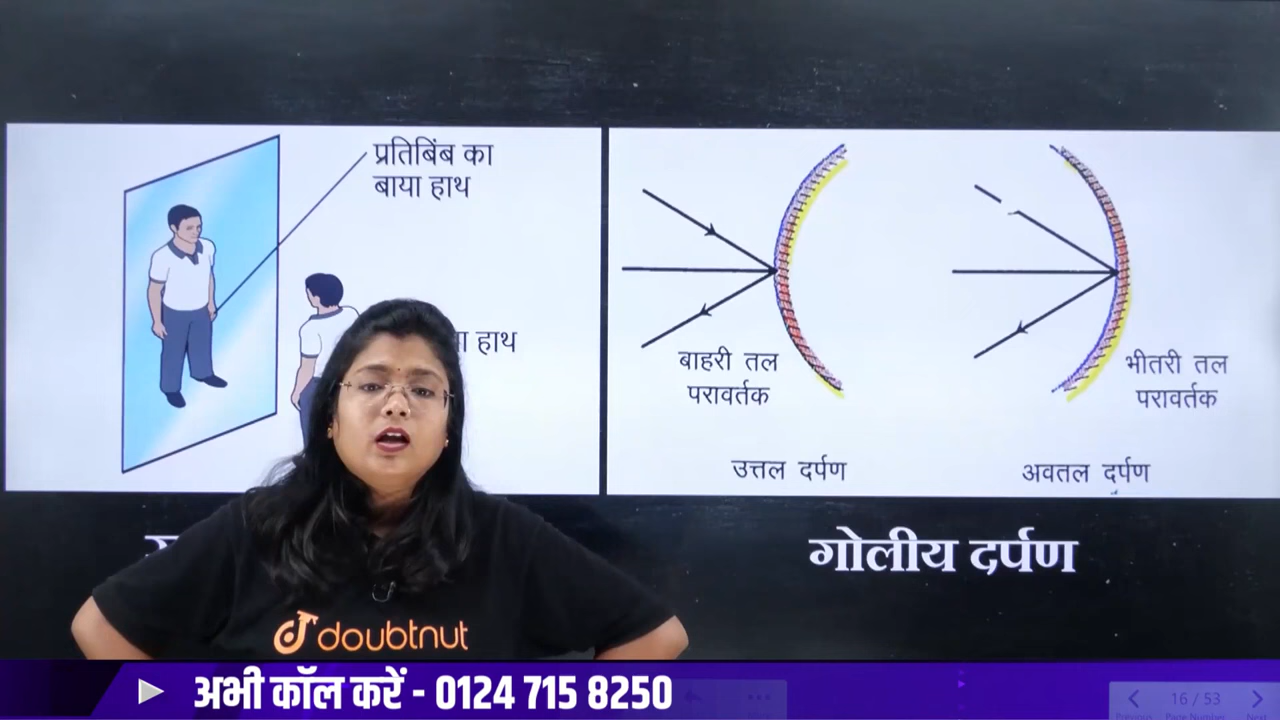 प्रतिबिंब का
बाया हाथ
हाथ
बाहरी तल
परावर्तक
भीतरी तल
परावर्तक
उत्तल दर्पण
अवतल दर्पण
गोलीय दर्पण
doubtnut
अभी कॉल करें - 0124 715 8250
16 / 53